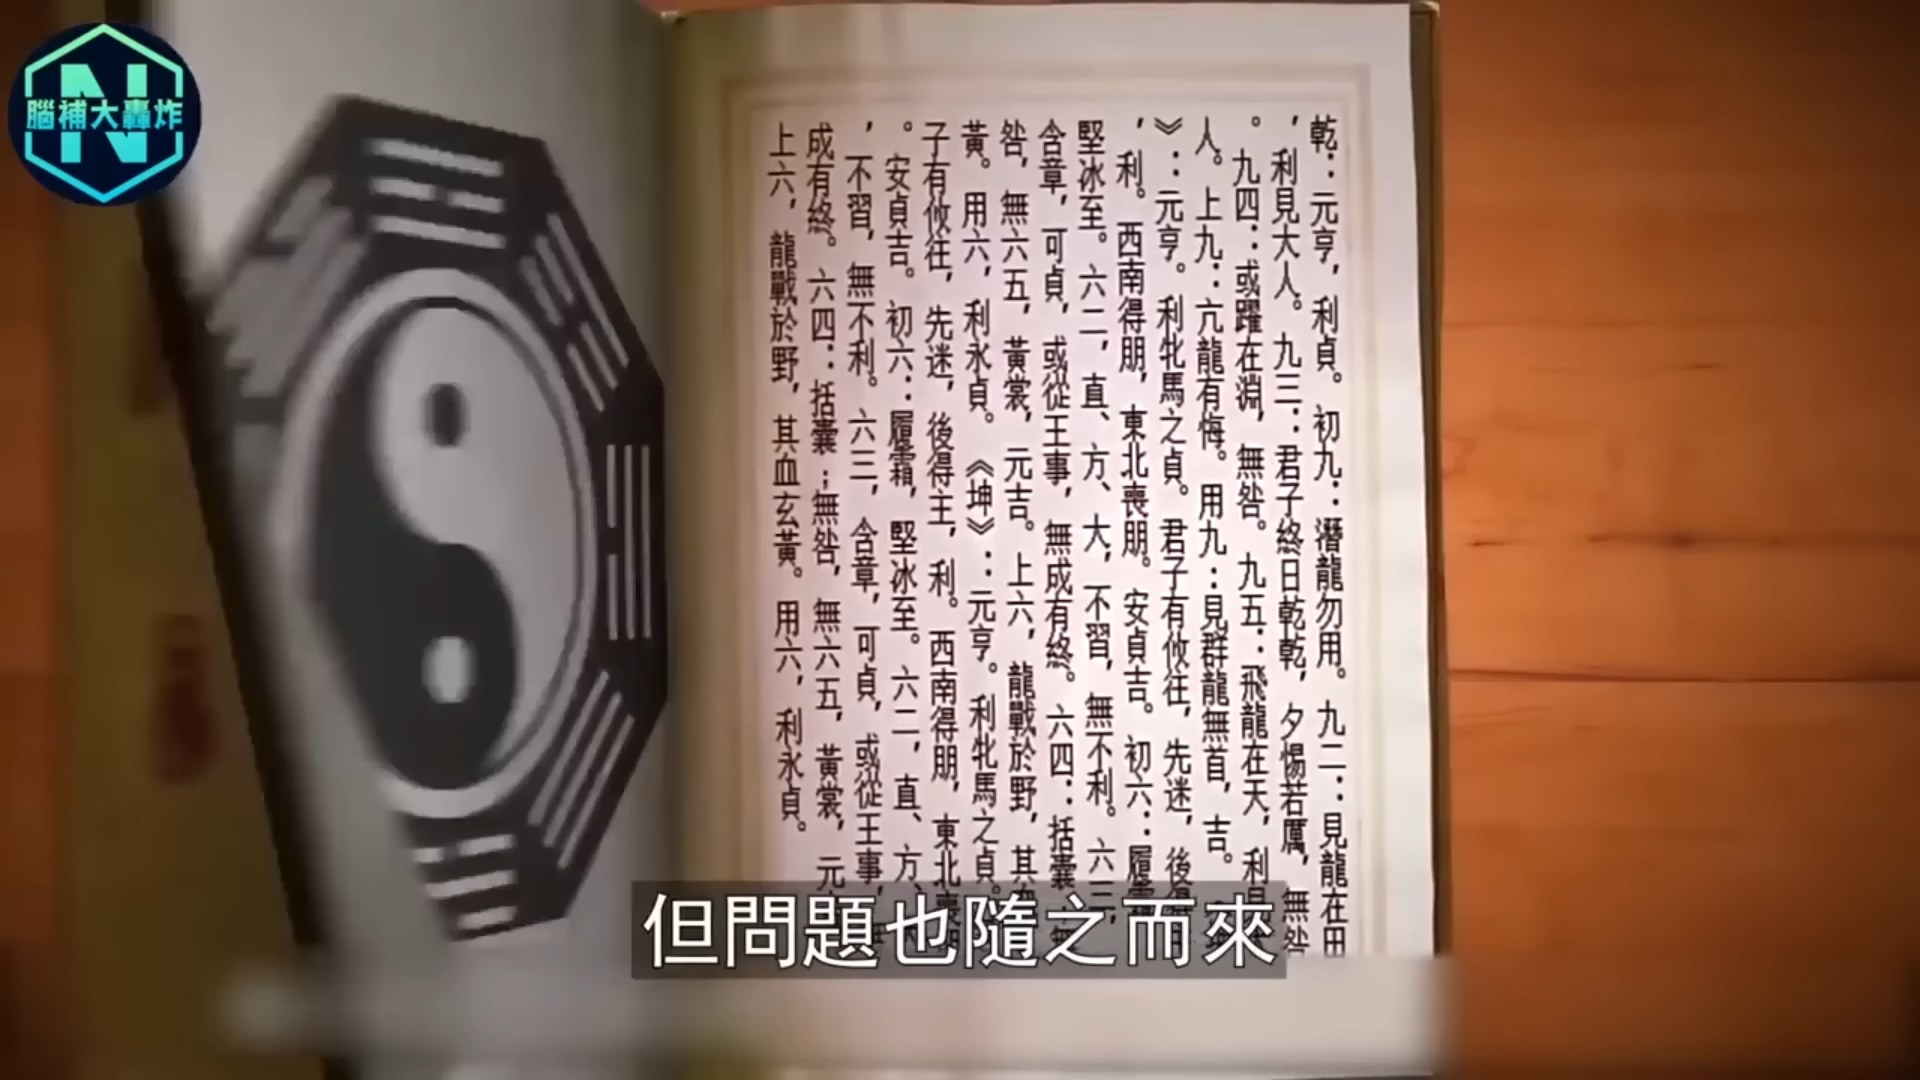 腦補大轟炸
乾：元亨，利貞。初九：潛龍勿用。九二：見龍在田
，利見大人。九三：君子終日乾乾，夕惕若厲，無咎
。九四：或躍在淵，無咎。九五：飛龍在天，利見
人。上九：亢龍有悔。用九：見群龍無首，吉。
》：元亨。利牝馬之貞。君子有攸往，先迷，後得
，利。西南得朋，東北喪朋。安貞吉。初六：履霜
堅冰至。六二，直、方、大，不習，無不利。六三，
含章，可貞，或從王事，無成有終。六四：括囊
咎，無六五，黃裳，元吉。上六，龍戰於野，其
黃。用六，利永貞。《坤》：元亨。利牝馬之貞。
子有攸往，先迷，後得主，利。西南得朋，東北喪朋
。安貞吉。初六：履霜，堅冰至。六二，直、方、
，不習，無不利。六三，含章，可貞，或從王事，
成有終。六四：括囊；無咎，無六五，黃裳，元
上六，龍戰於野，其血玄黃。用六，利永貞。
但問題也隨之而來